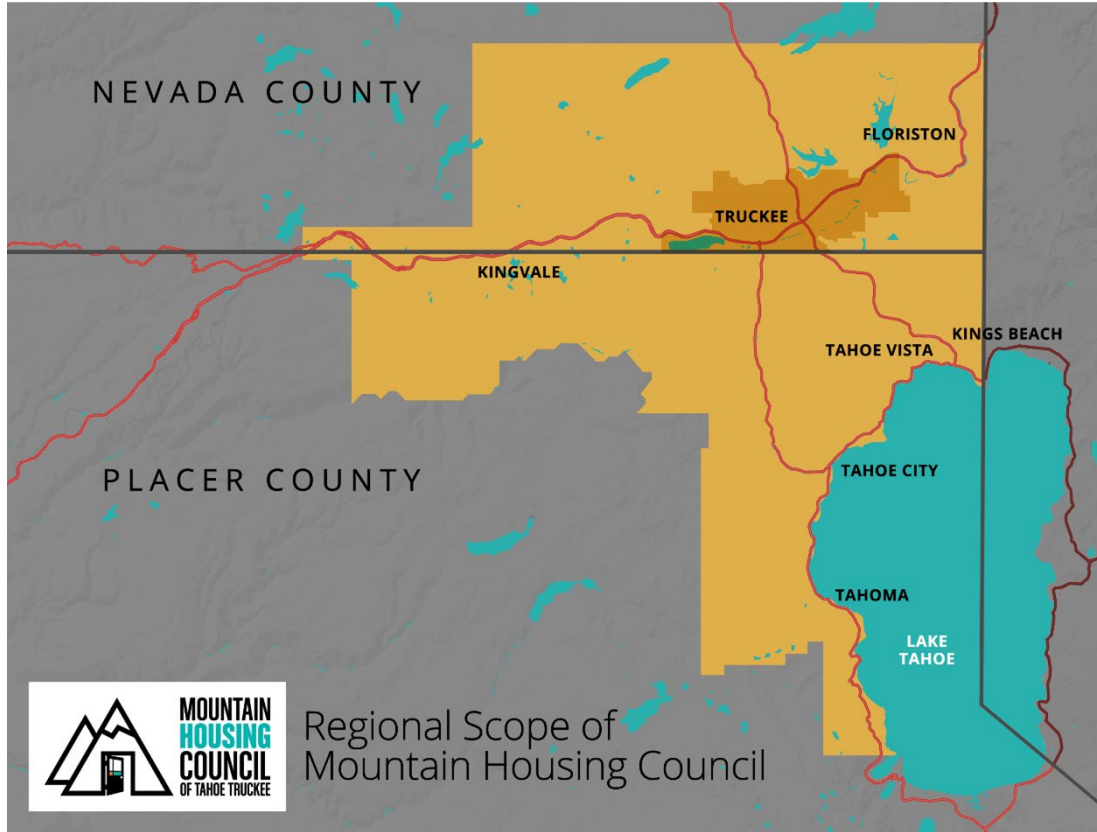 NEVADA COUNTY
FLORISTON
TRUCKEE
KINGVALE
KINGS BEACH
TAHOE VISTA
PLACER COUNTY
TAHOE CITY
TAHOMA
LAKE
TAHOE
MOUNTAIN
HOUSING
COUNCIL
OF TAHOE TRUCKEE
Regional Scope of
Mountain Housing Council